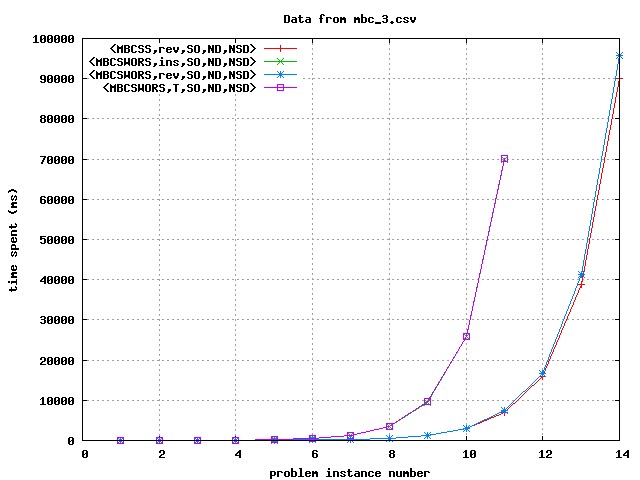 Data from mbc_3.csv
<MBCSS,rev,SO,ND,NSD>
<MBCSWORS,ins,SO,ND,NSD>
<MBCSWORS,rev,SO,ND,NSD>
<MBCSWORS,T,SO,ND,NSD>
100000
90000
80000
70000
60000
50000
40000
30000
20000
10000
0
time spent (ms)
0 2 4 6 8 10 12 14
problem instance number